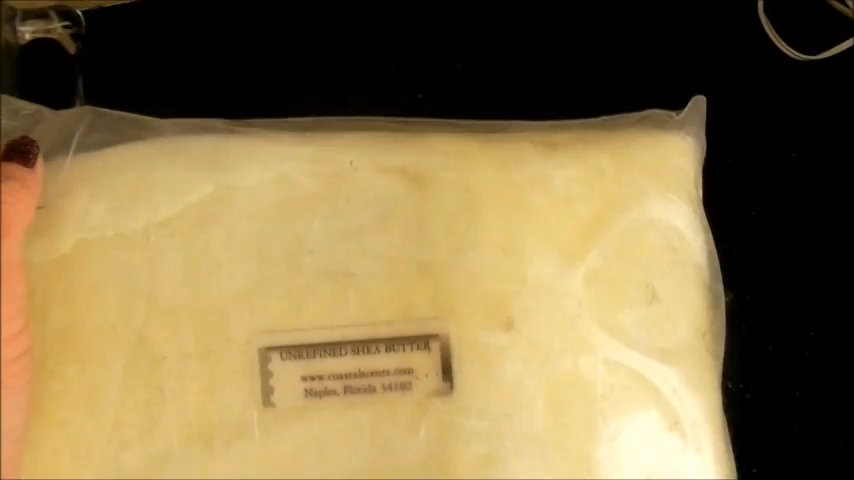 UNREFINED SHEA BUTTER
www.coastalscents.com
Naples, Florida 34102